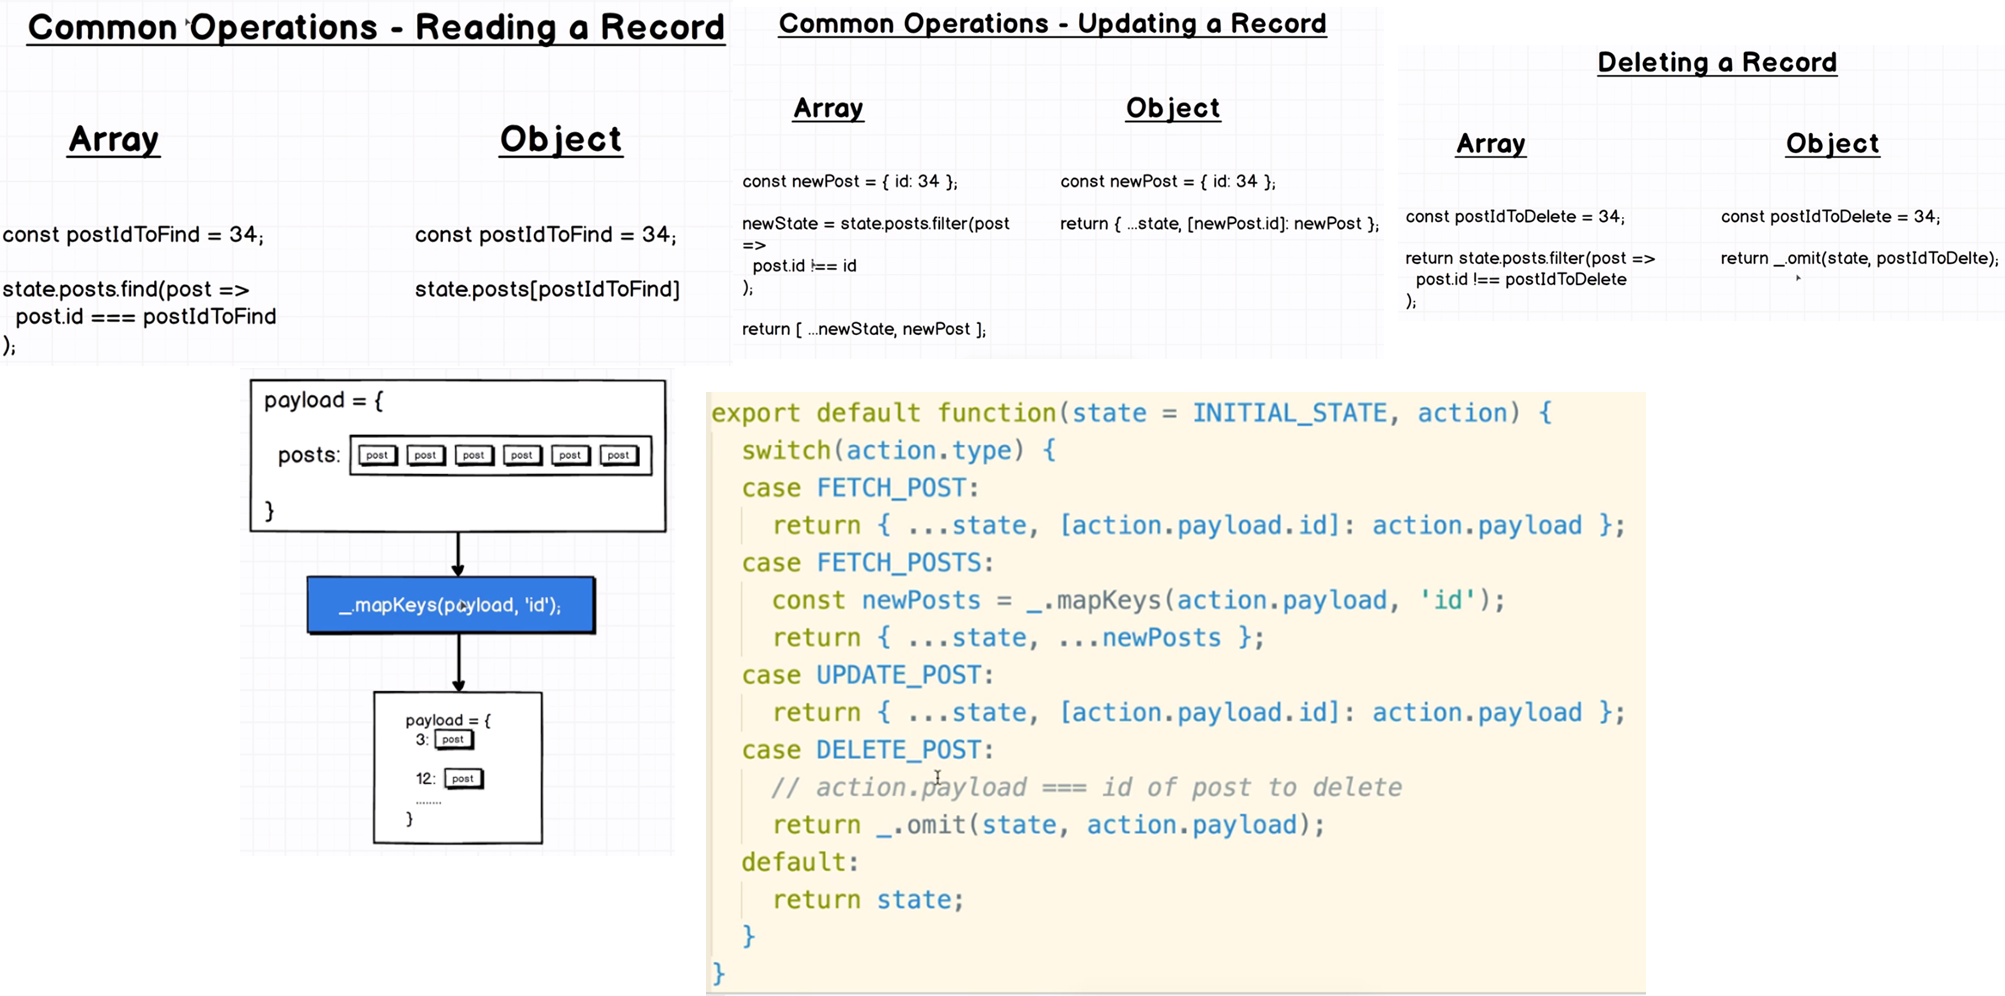 Common Operations - Reading a Record
Array
Object
const postIdToFind = 34;
state.posts.find(post =>
post.id === postIdToFind
);
const postIdToFind = 34;
state.posts[postIdToFind]
Common Operations - Updating a Record
Array
Object
const newPost = { id: 34 };
newState = state.posts.filter(post
=>
post.id !== id
);
return [ ...newState, newPost ];
const newPost = { id: 34 };
return { ...state, [newPost.id]: newPost };
Deleting a Record
Array
Object
const postIdToDelete = 34;
return state.posts.filter(post =>
post.id !== postIdToDelete
);
const postIdToDelete = 34;
return _.omit(state, postIdToDelte);
payload = {
posts: post post post post post post
}
_.mapKeys(payload, 'id');
payload = {
3: post
12: post
........
}
export default function(state = INITIAL_STATE, action) {
switch(action.type) {
case FETCH_POST:
return { ...state, [action.payload.id]: action.payload };
case FETCH_POSTS:
const newPosts = _.mapKeys(action.payload, 'id');
return { ...state, ...newPosts };
case UPDATE_POST:
return { ...state, [action.payload.id]: action.payload };
case DELETE_POST:
// action.payload === id of post to delete
return _.omit(state, action.payload);
default:
return state;
}
}